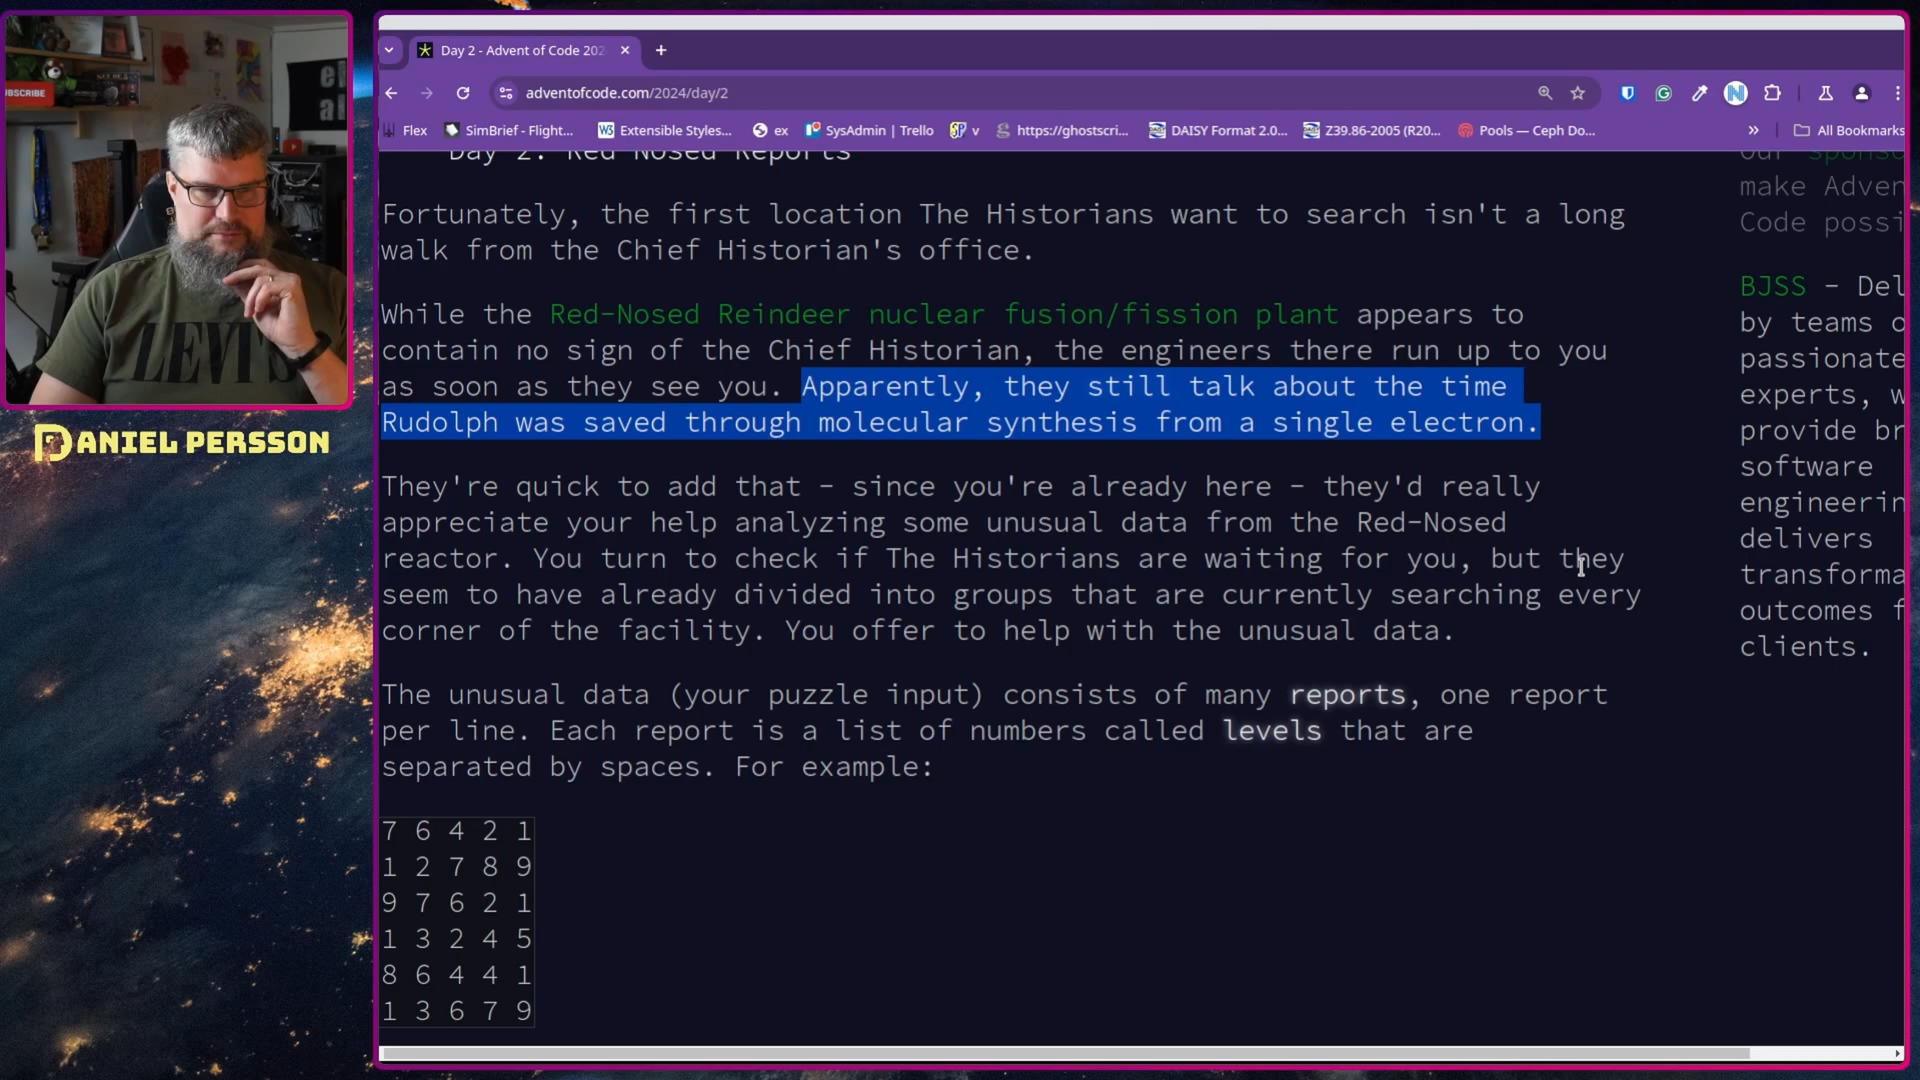 Day 2 - Advent of Code 202
adventofcode.com/2024/day/2
Flex
SimBrief - Flight...
Extensible Styles...
ex
SysAdmin | Trello
v
https://ghostscri...
DAISY Format 2.0...
Z39.86-2005 (R20...
Pools — Ceph Do...
»
All Bookmarks
Day 2: Red-Nosed Reports
Fortunately, the first location The Historians want to search isn't a long
walk from the Chief Historian's office.
While the Red-Nosed Reindeer nuclear fusion/fission plant appears to
contain no sign of the Chief Historian, the engineers there run up to you
as soon as they see you. Apparently, they still talk about the time
Rudolph was saved through molecular synthesis from a single electron.
They're quick to add that - since you're already here - they'd really
appreciate your help analyzing some unusual data from the Red-Nosed
reactor. You turn to check if The Historians are waiting for you, but they
seem to have already divided into groups that are currently searching every
corner of the facility. You offer to help with the unusual data.
The unusual data (your puzzle input) consists of many reports, one report
per line. Each report is a list of numbers called levels that are
separated by spaces. For example:
7 6 4 2 1
1 2 7 8 9
9 7 6 2 1
1 3 2 4 5
8 6 4 4 1
1 3 6 7 9
our sponso
make Adven
Code possi
BJSS - Del
by teams o
passionate
experts, w
provide br
software
engineerin
delivers
transforma
outcomes f
clients.
UBSCRIBE
LEVI'S
DANIEL PERSSON